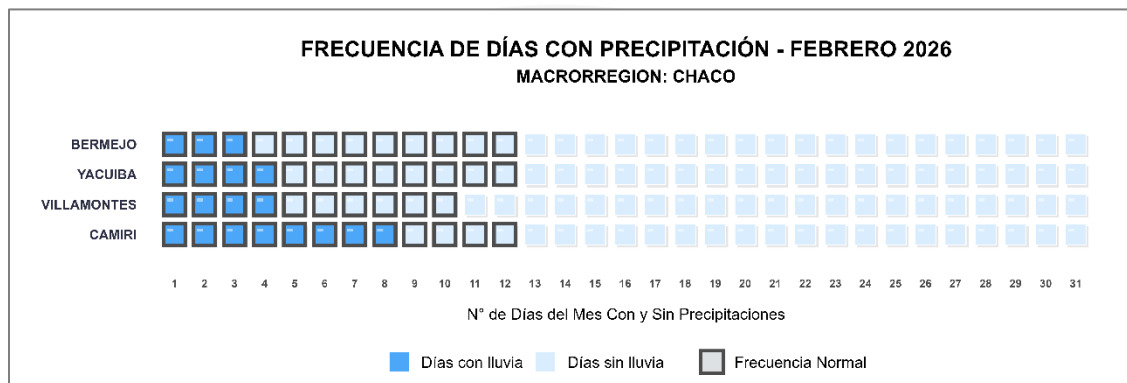 FRECUENCIA DE DÍAS CON PRECIPITACIÓN - FEBRERO 2026
MACRORREGION: CHACO
BERMEJO
YACUIBA
VILLAMONTES
CAMIRI
1 2 3 4 5 6 7 8 9 10 11 12 13 14 15 16 17 18 19 20 21 22 23 24 25 26 27 28 29 30 31
N° de Días del Mes Con y Sin Precipitaciones
Días con lluvia Días sin lluvia Frecuencia Normal